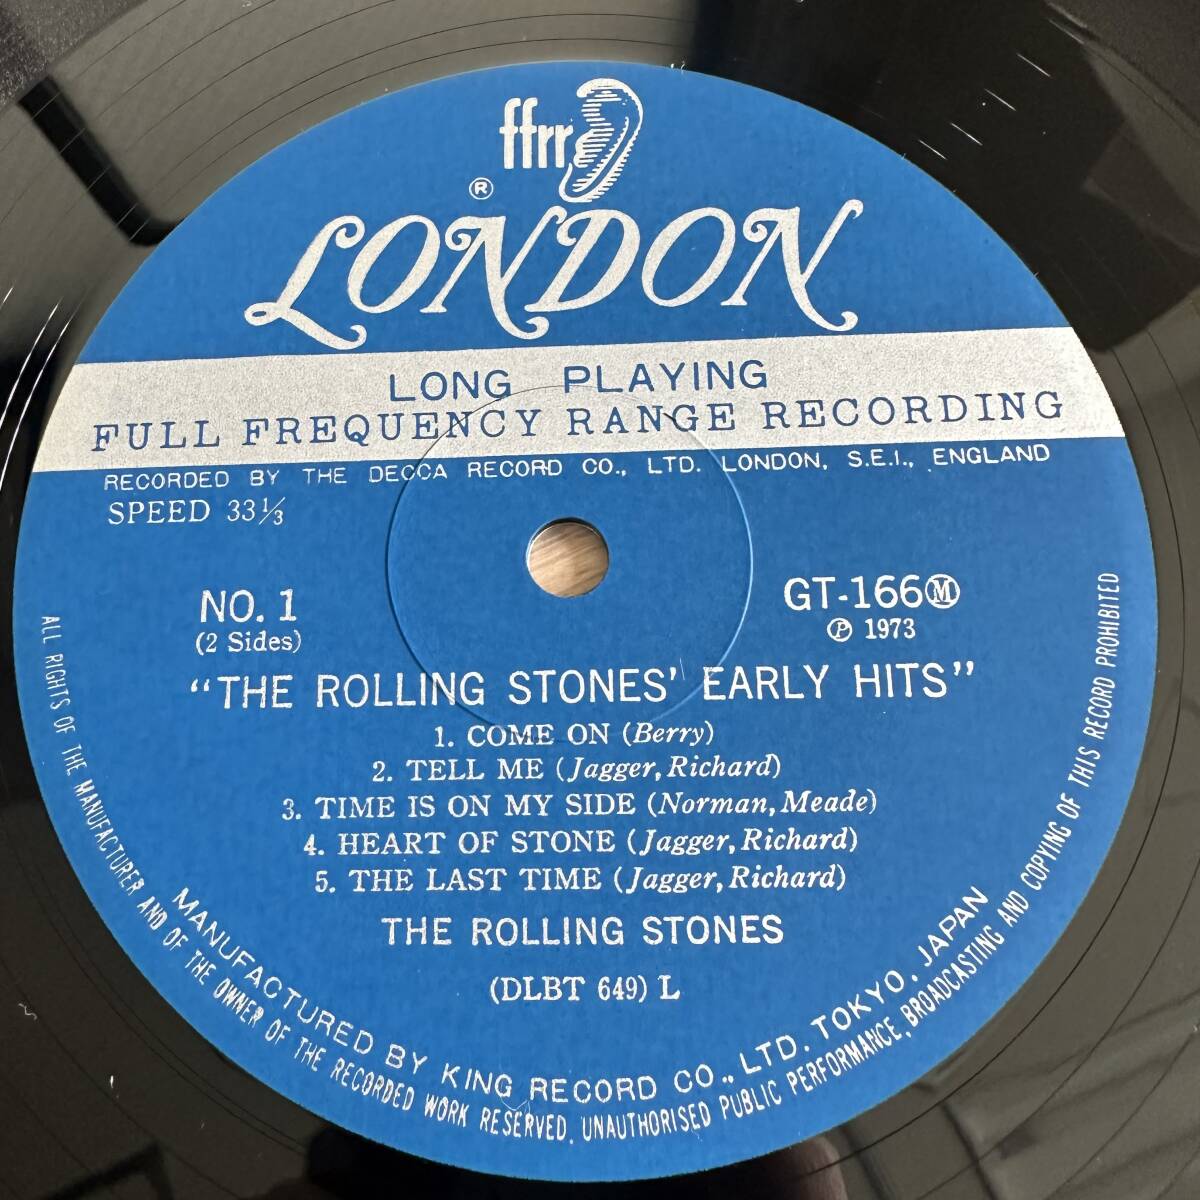 ffrr
®
LONDON
LONG PLAYING
FULL FREQUENCY RANGE RECORDING
RECORDED BY THE DECCA RECORD CO., LTD. LONDON, S.E.I., ENGLAND
SPEED 33⅓
NO. 1
(2 Sides)
GT-166Ⓜ
℗ 1973
"THE ROLLING STONES' EARLY HITS"
1. COME ON (Berry)
2. TELL ME (Jagger, Richard)
3. TIME IS ON MY SIDE (Norman, Meade)
4. HEART OF STONE (Jagger, Richard)
5. THE LAST TIME (Jagger, Richard)
THE ROLLING STONES
(DLBT 649) L
MANUFACTURED BY KING RECORD CO., LTD. TOKYO. JAPAN
ALL RIGHTS OF THE MANUFACTURER AND OF THE OWNER OF THE RECORDED WORK RESERVED. UNAUTHORISED PUBLIC PERFORMANCE, BROADCASTING AND COPYING OF THIS RECORD PROHIBITED